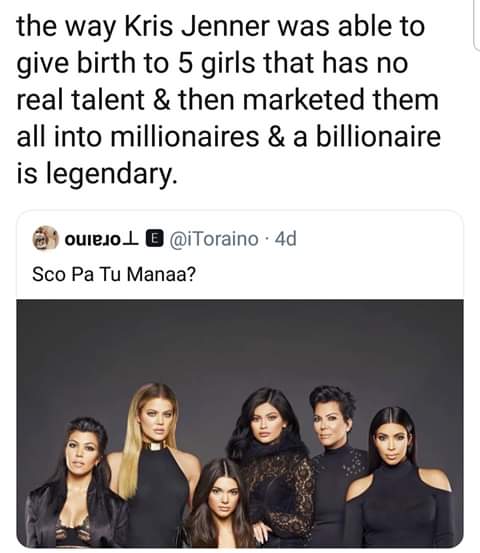 the way Kris Jenner was able to
give birth to 5 girls that has no
real talent & then marketed them
all into millionaires & a billionaire
is legendary.
ouıɐɹo⊥ E @iToraino · 4d
Sco Pa Tu Manaa?